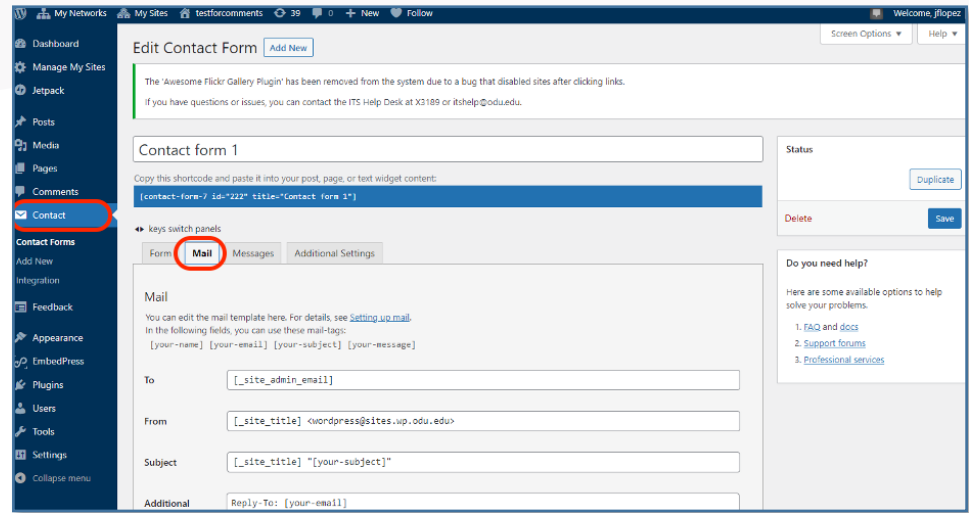 My Networks My Sites testforcomments 39 0 + New Follow Welcome, jflopez
Screen Options ▼ Help ▼
Dashboard
Manage My Sites
Jetpack
Posts
Media
Pages
Comments
Contact
Contact Forms
Add New
Integration
Feedback
Appearance
EmbedPress
Plugins
Users
Tools
Settings
Collapse menu
Edit Contact Form Add New
The 'Awesome Flickr Gallery Plugin' has been removed from the system due to a bug that disabled sites after clicking links.
If you have questions or issues, you can contact the ITS Help Desk at X3189 or itshelp@odu.edu.
Contact form 1
Copy this shortcode and paste it into your post, page, or text widget content:
[contact-form-7 id="222" title="Contact form 1"]
keys switch panels
Form Mail Messages Additional Settings
Mail
You can edit the mail template here. For details, see Setting up mail.
In the following fields, you can use these mail-tags:
[your-name] [your-email] [your-subject] [your-message]
To [_site_admin_email]
From [_site_title] <wordpress@sites.wp.odu.edu>
Subject [_site_title] "[your-subject]"
Additional Reply-To: [your-email]
Status
Duplicate
Delete Save
Do you need help?
Here are some available options to help
solve your problems.
1. FAQ and docs
2. Support forums
3. Professional services